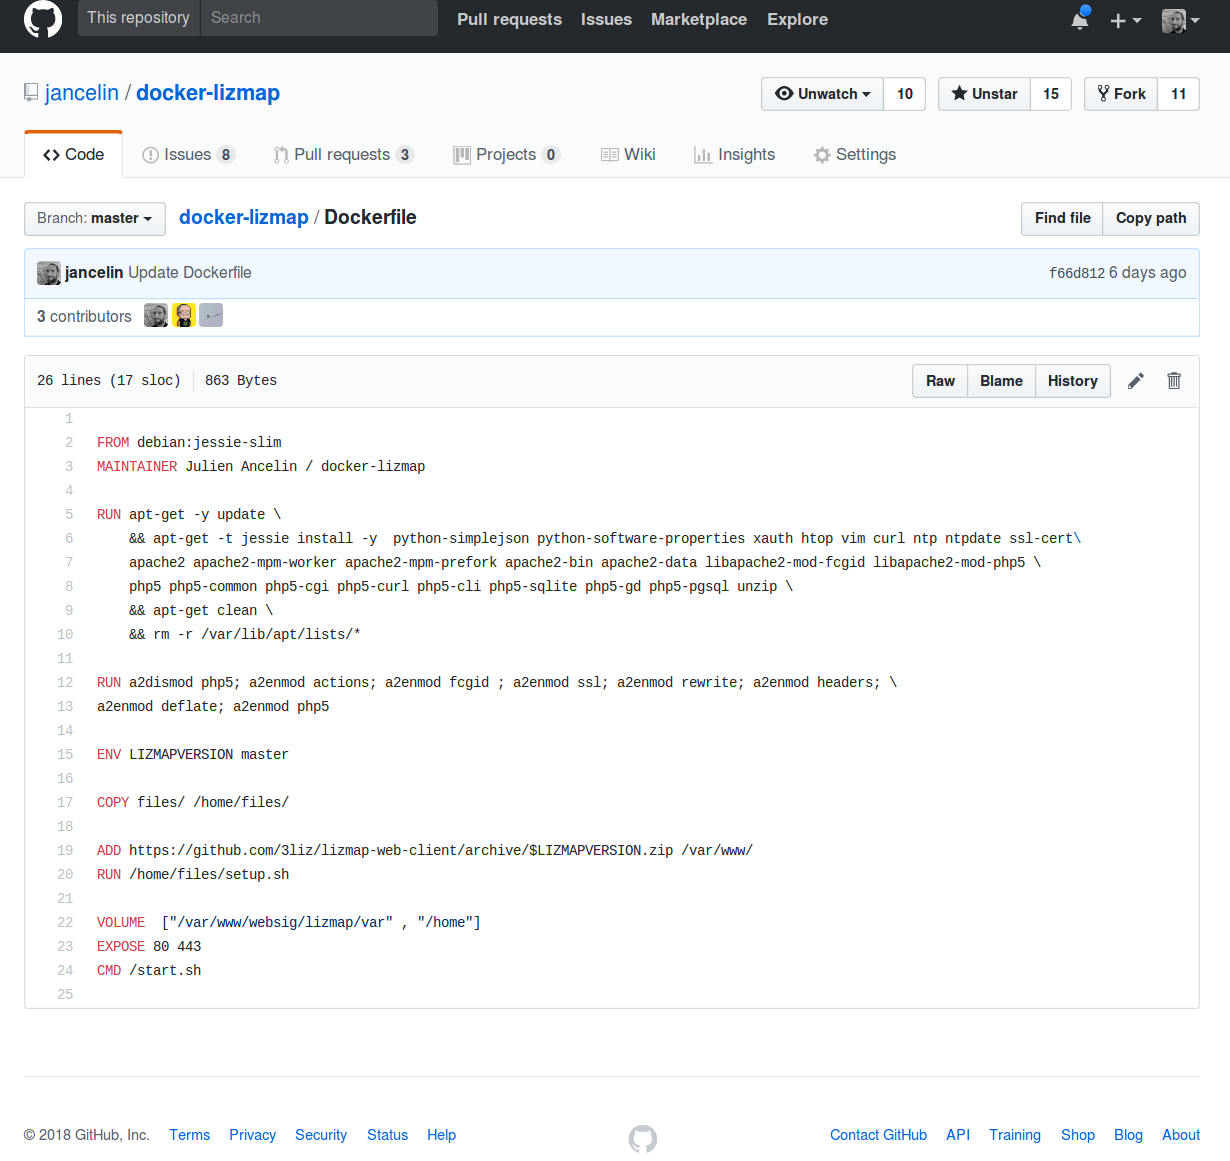 This repository Search Pull requests Issues Marketplace Explore
jancelin / docker-lizmap Unwatch 10 Unstar 15 Fork 11
Code Issues 8 Pull requests 3 Projects 0 Wiki Insights Settings
Branch: master docker-lizmap / Dockerfile Find file Copy path
jancelin Update Dockerfile f66d812 6 days ago
3 contributors
26 lines (17 sloc) 863 Bytes Raw Blame History
1
2 FROM debian:jessie-slim
3 MAINTAINER Julien Ancelin / docker-lizmap
4
5 RUN apt-get -y update \
6 && apt-get -t jessie install -y  python-simplejson python-software-properties xauth htop vim curl ntp ntpdate ssl-cert\
7 apache2 apache2-mpm-worker apache2-mpm-prefork apache2-bin apache2-data libapache2-mod-fcgid libapache2-mod-php5 \
8 php5 php5-common php5-cgi php5-curl php5-cli php5-sqlite php5-gd php5-pgsql unzip \
9 && apt-get clean \
10 && rm -r /var/lib/apt/lists/*
11
12 RUN a2dismod php5; a2enmod actions; a2enmod fcgid ; a2enmod ssl; a2enmod rewrite; a2enmod headers; \
13 a2enmod deflate; a2enmod php5
14
15 ENV LIZMAPVERSION master
16
17 COPY files/ /home/files/
18
19 ADD https://github.com/3liz/lizmap-web-client/archive/$LIZMAPVERSION.zip /var/www/
20 RUN /home/files/setup.sh
21
22 VOLUME  ["/var/www/websig/lizmap/var" , "/home"]
23 EXPOSE 80 443
24 CMD /start.sh
25
© 2018 GitHub, Inc. Terms Privacy Security Status Help Contact GitHub API Training Shop Blog About